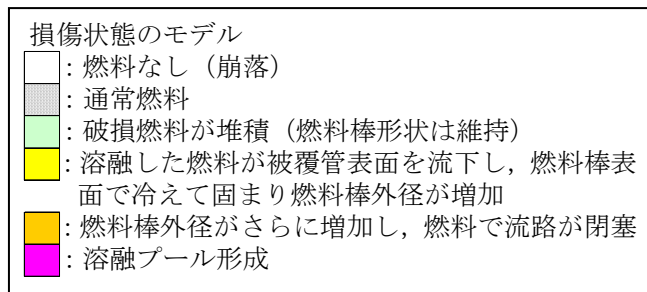 損傷状態のモデル
：燃料なし（崩落）
：通常燃料
：破損燃料が堆積（燃料棒形状は維持）
：溶融した燃料が被覆管表面を流下し，燃料棒表
面で冷えて固まり燃料棒外径が増加
：燃料棒外径がさらに増加し，燃料で流路が閉塞
：溶融プール形成